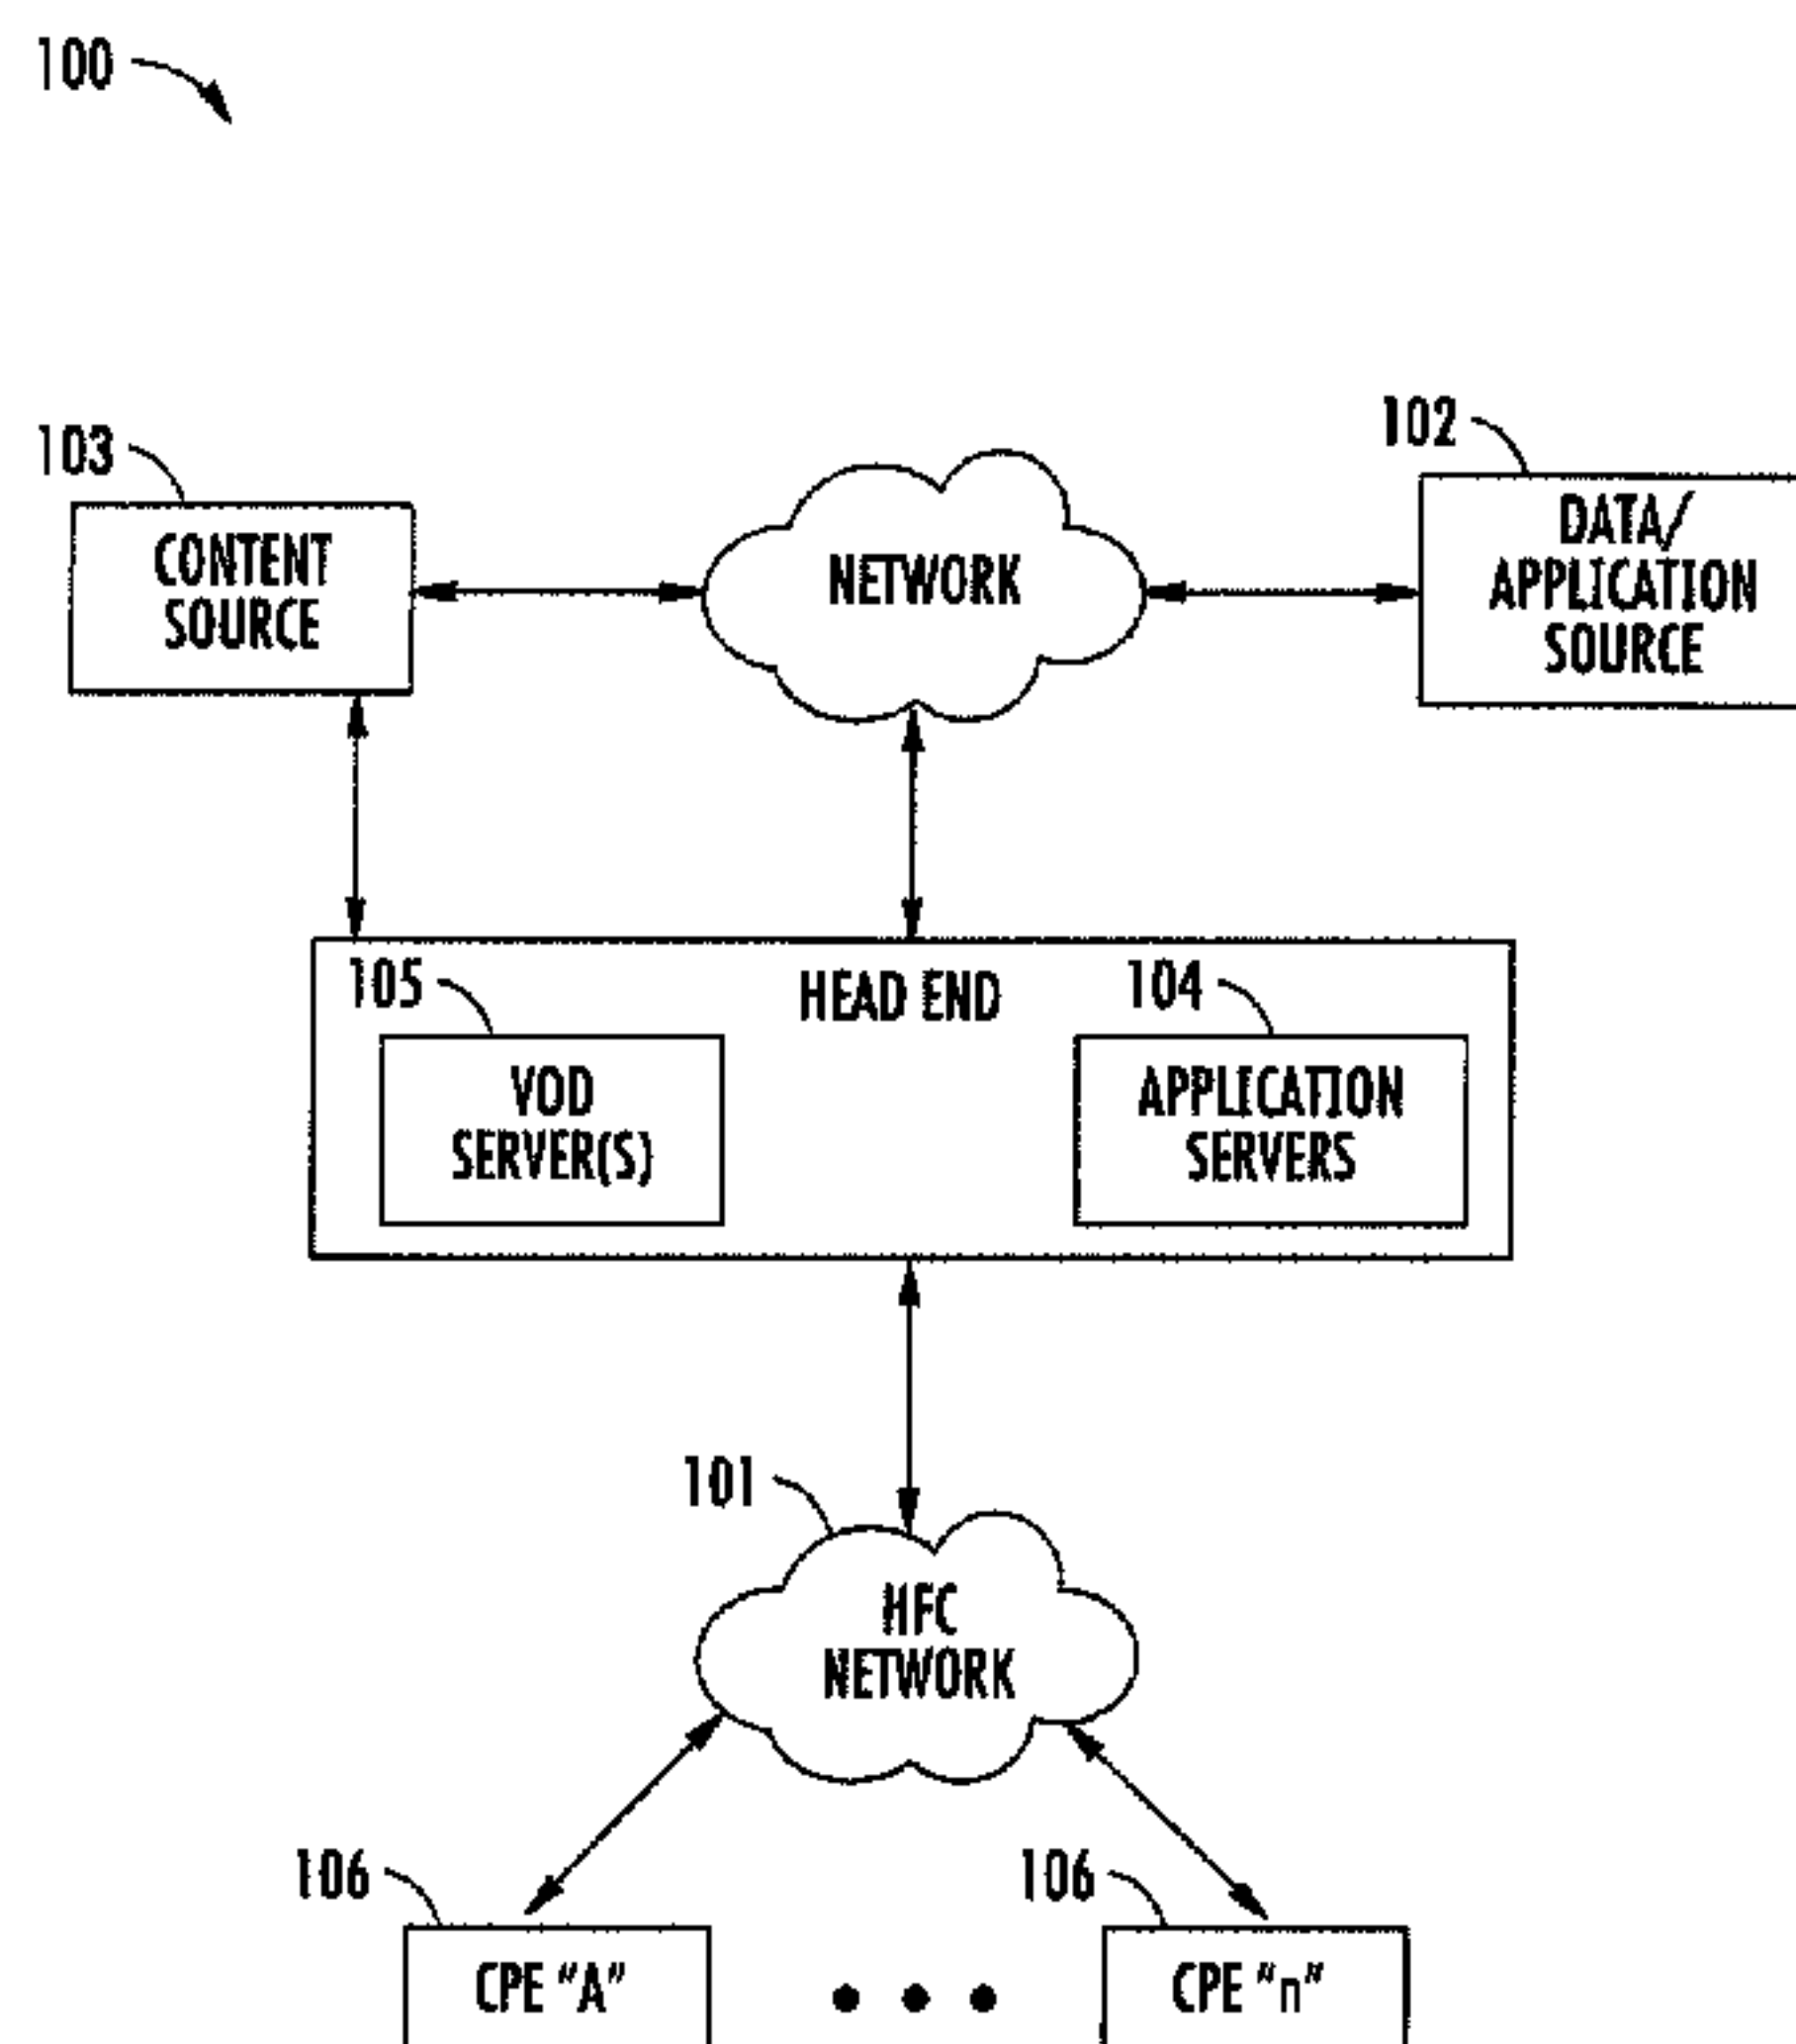 100
103
102
CONTENT
SOURCE
NETWORK
DATA/
APPLICATION
SOURCE
105
HEAD END
104
VOD
SERVER(S)
APPLICATION
SERVERS
101
HFC
NETWORK
106
106
CPE "A"
CPE "n"